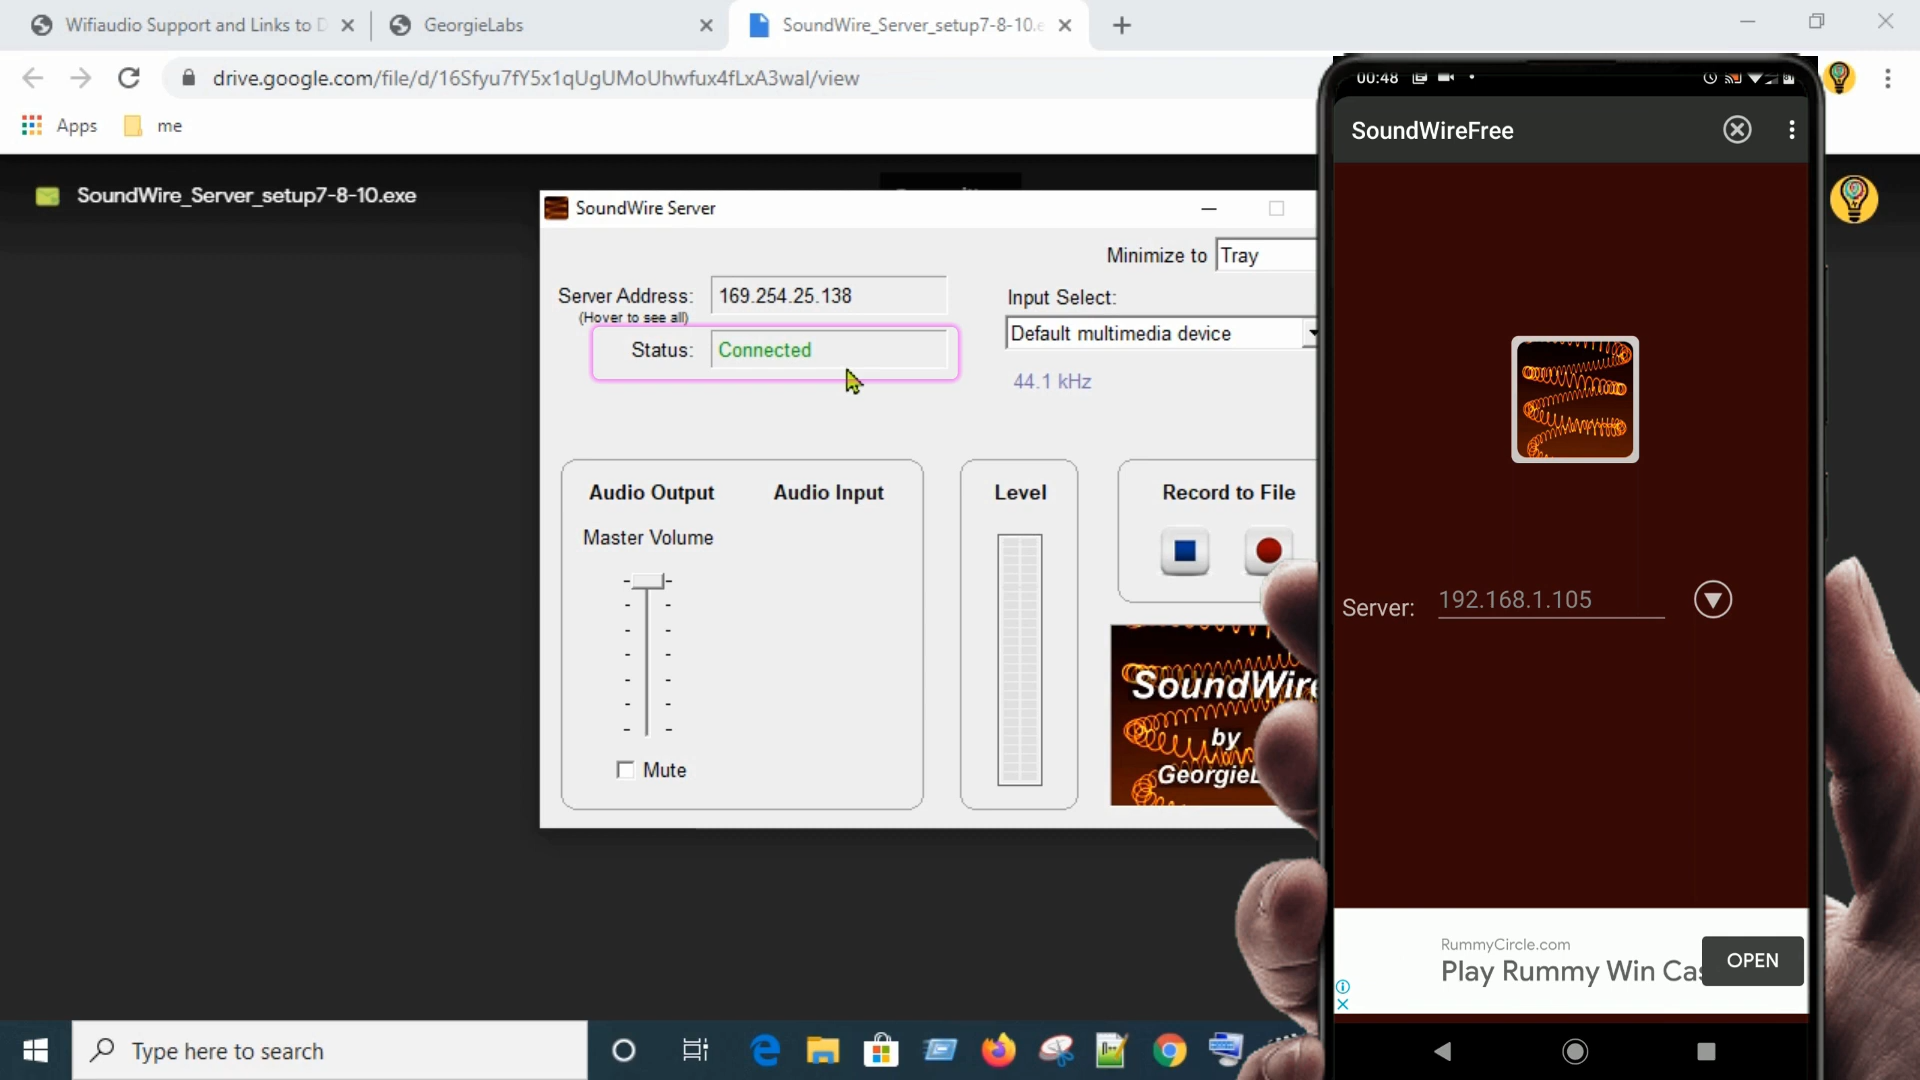 Wifiaudio Support and Links to D
GeorgieLabs
SoundWire_Server_setup7-8-10.e
drive.google.com/file/d/16Sfyu7fY5x1qUgUMoUhwfux4fLxA3waI/view
Apps
me
SoundWire_Server_setup7-8-10.exe
SoundWire Server
Minimize to Tray
Server Address: 169.254.25.138
(Hover to see all)
Status: Connected
Input Select:
Default multimedia device
44.1 kHz
Audio Output
Audio Input
Level
Record to File
Master Volume
Mute
SoundWire
by
GeorgieL
00:48
SoundWireFree
Server: 192.168.1.105
RummyCircle.com
Play Rummy Win Cas
OPEN
Type here to search